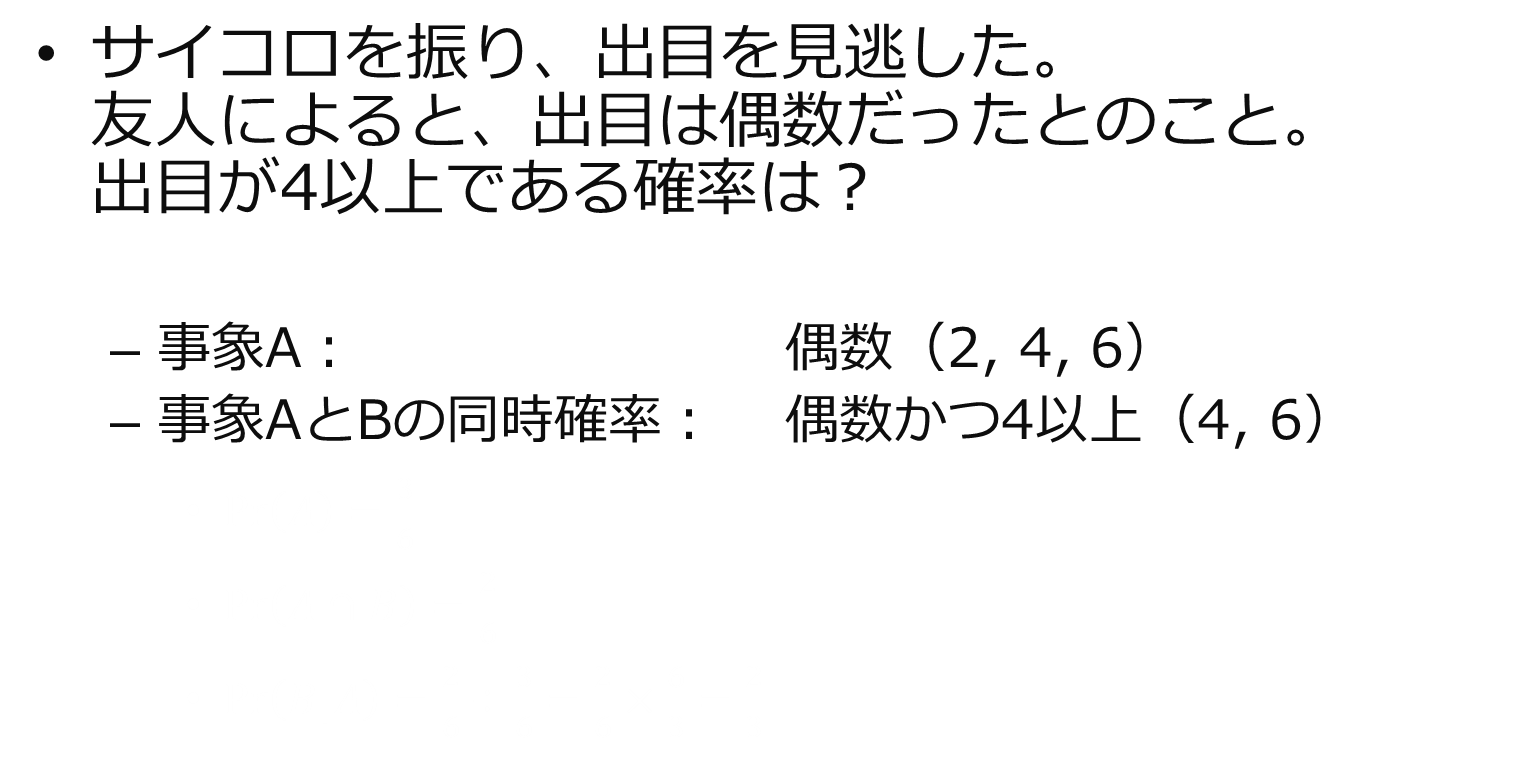 • サイコロを振り、出目を見逃した。
友人によると、出目は偶数だったとのこと。
出目が4以上である確率は？
– 事象A： 偶数（2, 4, 6）
– 事象AとBの同時確率： 偶数かつ4以上（4, 6）